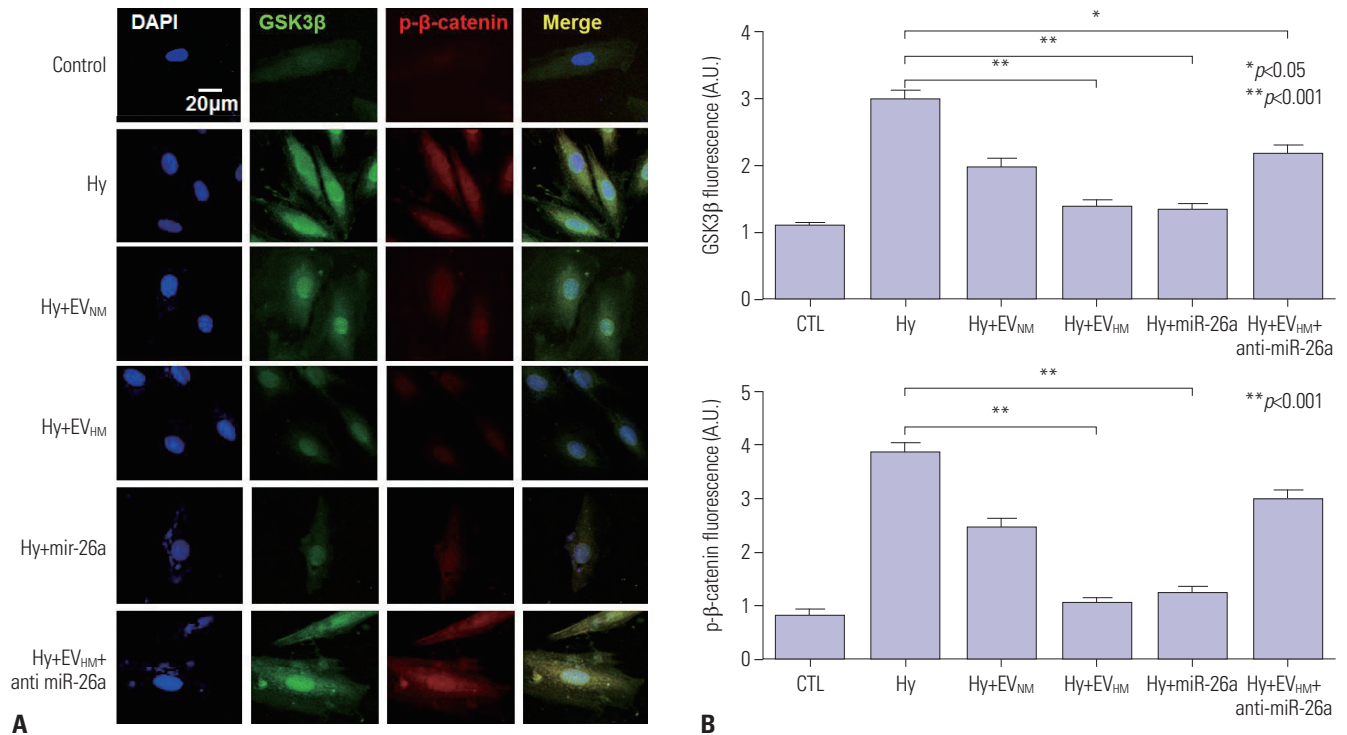 DAPI GSK3β p-β-catenin Merge
Control
20μm
Hy
Hy+EVNM
Hy+EVHM
Hy+mir-26a
Hy+EVHM+
anti miR-26a
A
GSK3β fluorescence (A.U.)
4
3
2
1
0
*
**
**
*p<0.05
**p<0.001
CTL Hy Hy+EVNM Hy+EVHM Hy+miR-26a Hy+EVHM+
anti-miR-26a
p-β-catenin fluorescence (A.U.)
5
4
3
2
1
0
**
**
**p<0.001
CTL Hy Hy+EVNM Hy+EVHM Hy+miR-26a Hy+EVHM+
anti-miR-26a
B